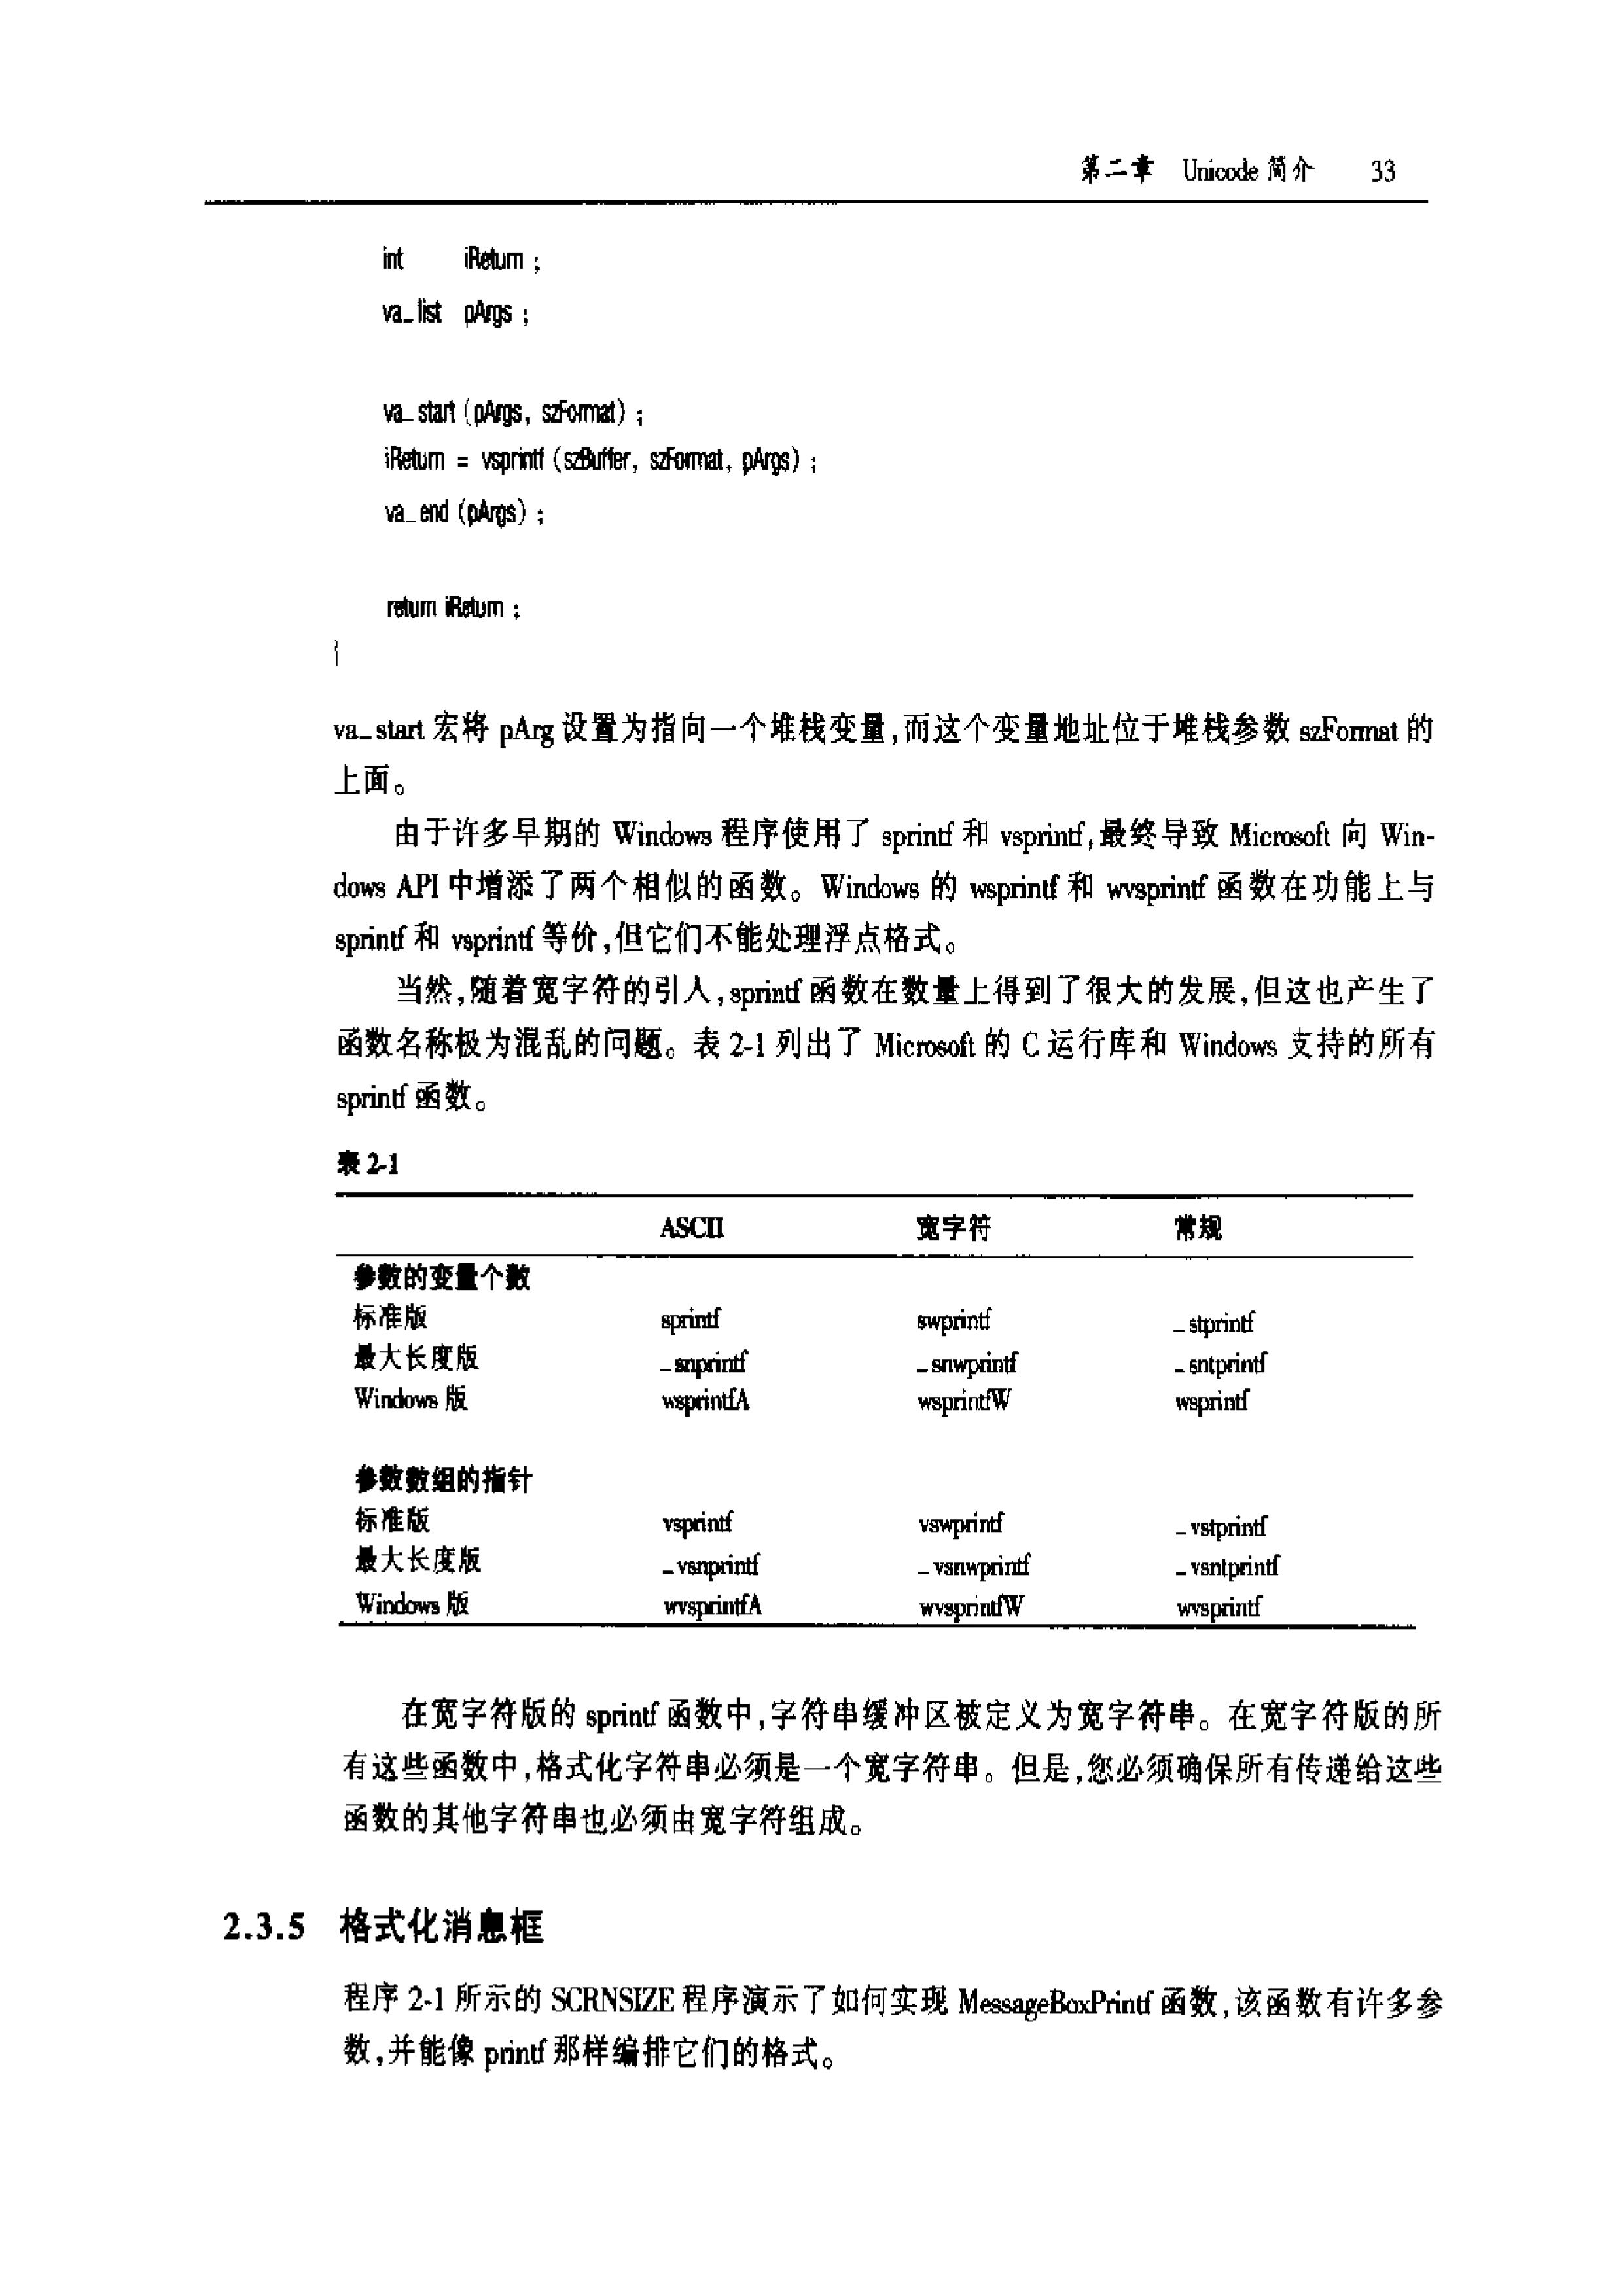 第二章 Unicode 简介 33
int iReturn ;
va_list pArgs ;
va_start (pArgs, szFormat) ;
iReturn = vsprintf (szBuffer, szFormat, pArgs) ;
va_end (pArgs) ;
return iReturn ;
}
va_start 宏将 pArg 设置为指向一个堆栈变量,而这个变量地址位于堆栈参数 szFormat 的
上面。
由于许多早期的 Windows 程序使用了 sprintf 和 vsprintf,最终导致 Microsoft 向 Win-
dows API 中增添了两个相似的函数。Windows 的 wsprintf 和 wvsprintf 函数在功能上与
sprintf 和 vsprintf 等价,但它们不能处理浮点格式。
当然,随着宽字符的引入,sprintf 函数在数量上得到了很大的发展,但这也产生了
函数名称极为混乱的问题。表 2-1 列出了 Microsoft 的 C 运行库和 Windows 支持的所有
sprintf 函数。
表 2-1
ASCII 宽字符 常规
参数的变量个数
标准版 sprintf swprintf _stprintf
最大长度版 _snprintf _snwprintf _sntprintf
Windows 版 wsprintfA wsprintfW wsprintf
参数数组的指针
标准版 vsprintf vswprintf _vstprintf
最大长度版 _vsnprintf _vsnwprintf _vsntprintf
Windows 版 wvsprintfA wvsprintfW wvsprintf
在宽字符版的 sprintf 函数中,字符串缓冲区被定义为宽字符串。在宽字符版的所
有这些函数中,格式化字符串必须是一个宽字符串。但是,您必须确保所有传递给这些
函数的其他字符串也必须由宽字符组成。
2.3.5 格式化消息框
程序 2-1 所示的 SCRNSIZE 程序演示了如何实现 MessageBoxPrintf 函数,该函数有许多参
数,并能像 printf 那样编排它们的格式。